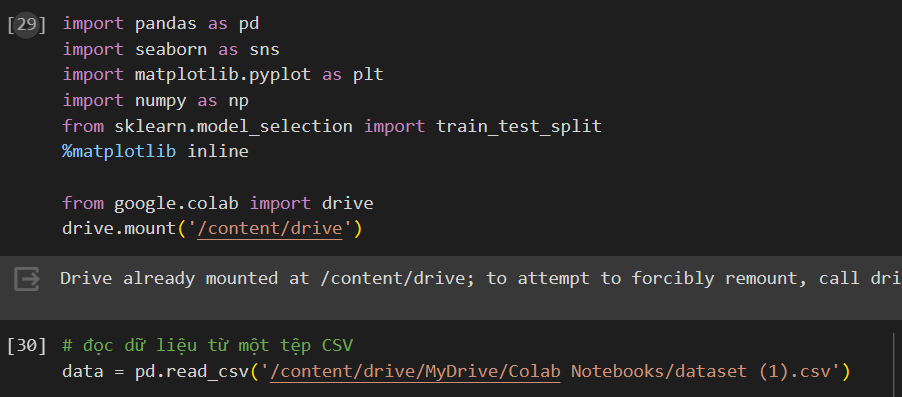 [29] import pandas as pd
import seaborn as sns
import matplotlib.pyplot as plt
import numpy as np
from sklearn.model_selection import train_test_split
%matplotlib inline
from google.colab import drive
drive.mount('/content/drive')
Drive already mounted at /content/drive; to attempt to forcibly remount, call dri
[30] # đọc dữ liệu từ một tệp CSV
data = pd.read_csv('/content/drive/MyDrive/Colab Notebooks/dataset (1).csv')